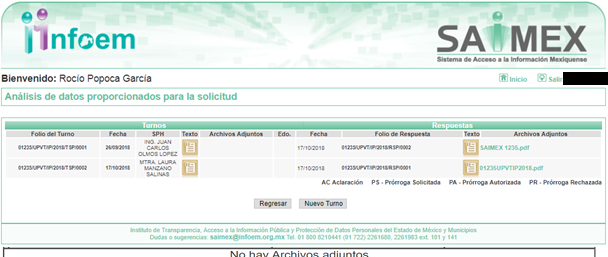 infoem
SAIMEX
Sistema de Acceso a la Información Mexiquense
Bienvenido: Rocío Popoca García
Inicio Salir
Análisis de datos proporcionados para la solicitud
Turnos Respuestas
Folio del Turno Fecha SPH Texto Archivos Adjuntos Edo. Fecha Folio de Respuesta Texto Archivos Adjuntos
01235/UPVT/IP/2018/TSP/0001 26/09/2018 ING. JUAN CARLOS OLMOS LOPEZ 17/10/2018 01235/UPVT/IP/2018/RSP/0002 SAIMEX 1235.pdf
01235/UPVT/IP/2018/TSP/0002 17/10/2018 MTRA. LAURA MANZANO SALINAS 17/10/2018 01235/UPVT/IP/2018/RSP/0001 01235UPVTIP2018.pdf
AC Aclaración PS - Prórroga Solicitada PA - Prórroga Autorizada PR - Prórroga Rechazada
Regresar Nuevo Turno
Instituto de Transparencia, Acceso a la Información Pública y Protección de Datos Personales del Estado de México y Municipios
Dudas o sugerencias: saimex@infoem.org.mx Tel. 01 800 8210441 (01 722) 2261980, 2261983 ext. 101 y 141
No hay Archivos adjuntos